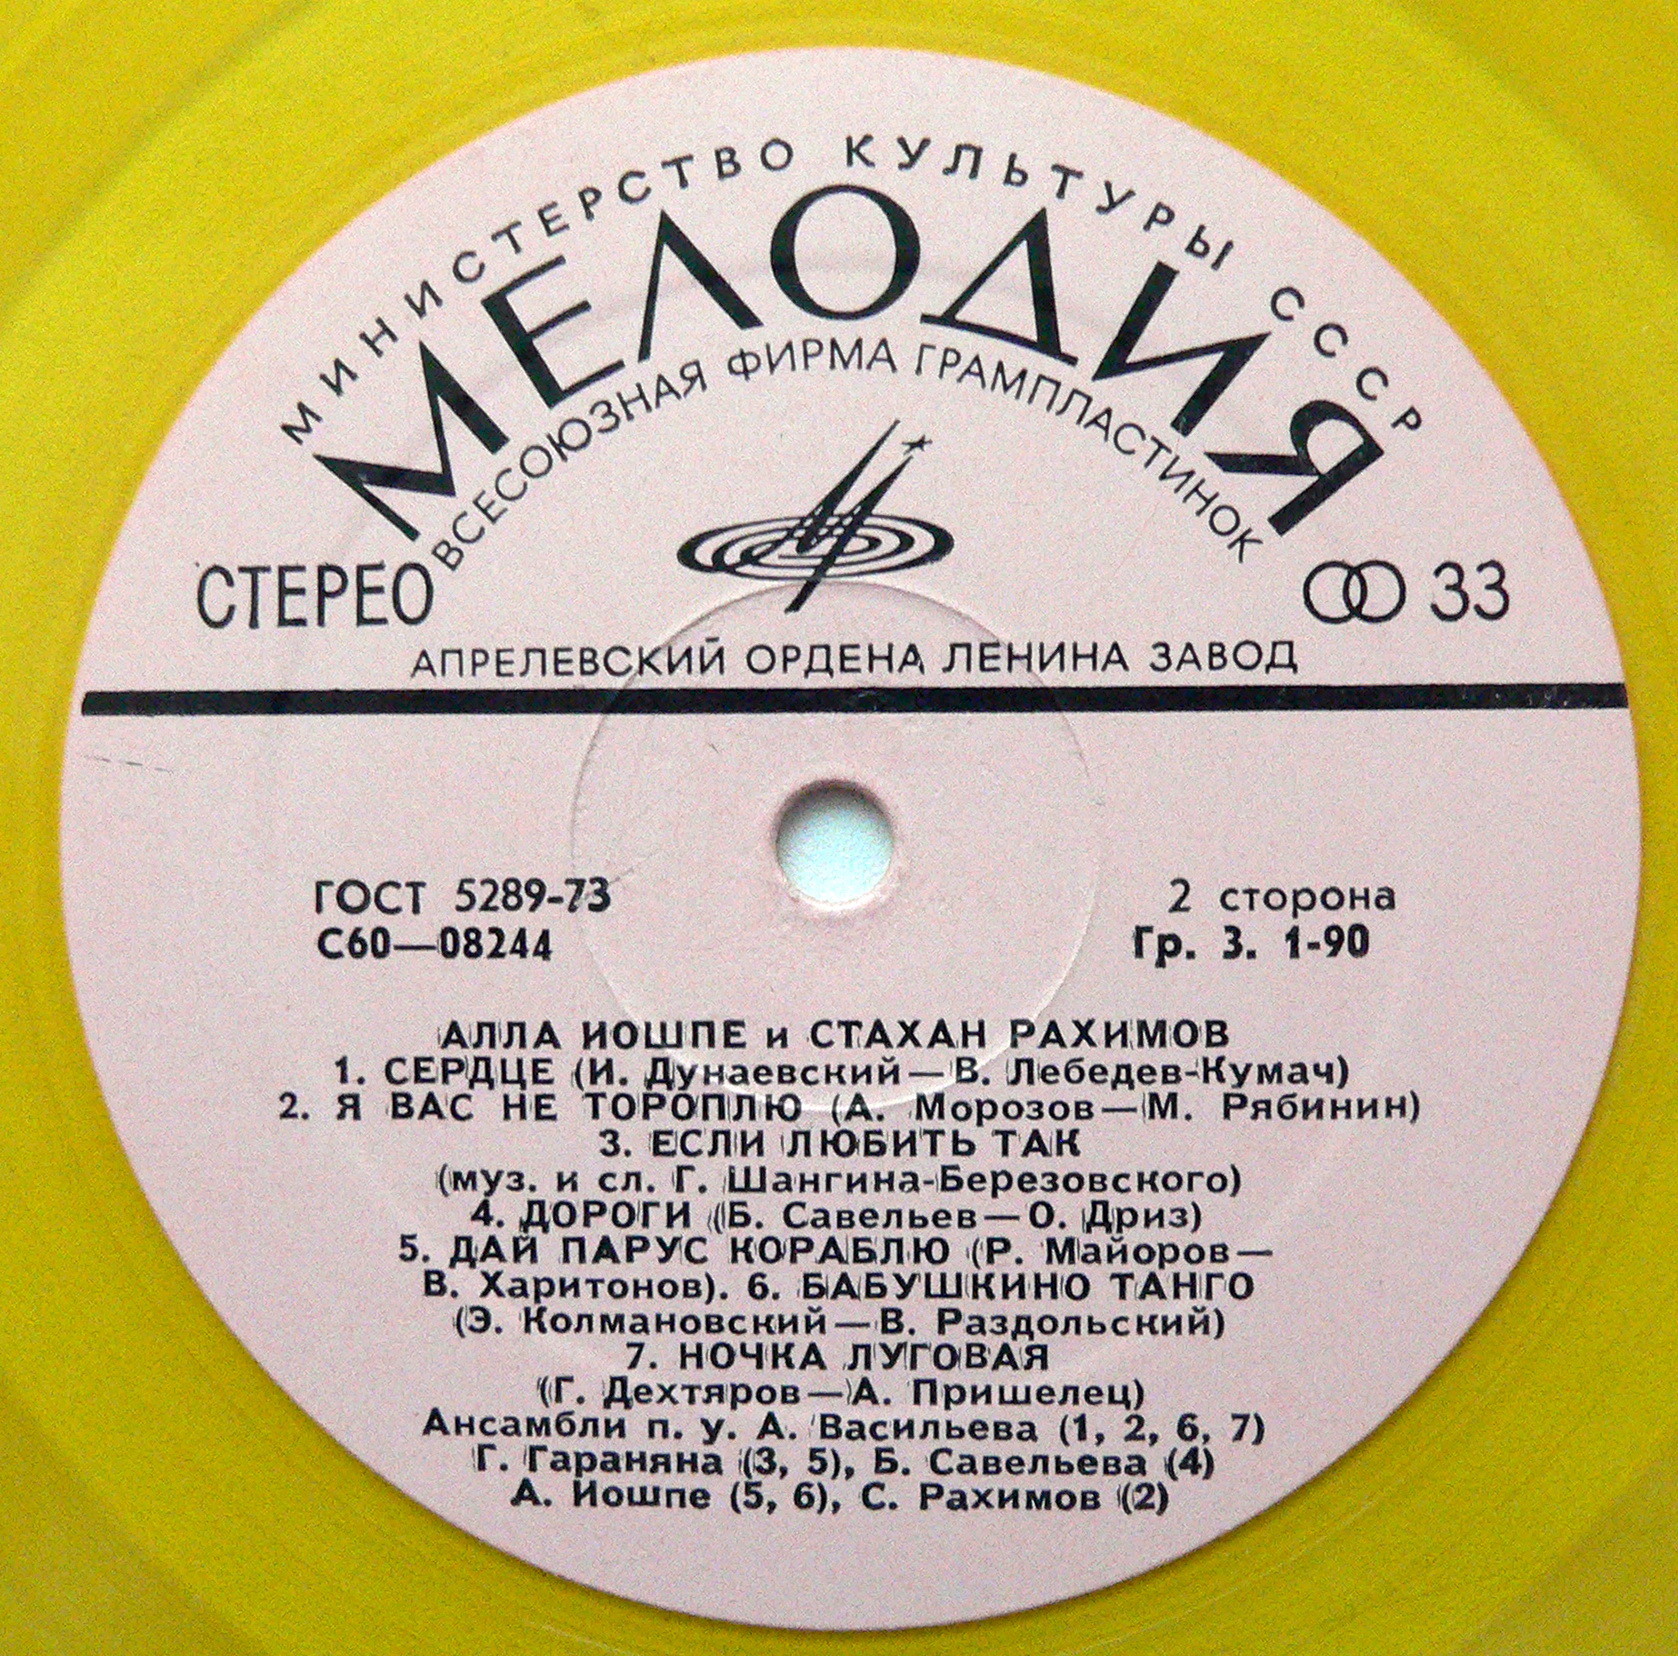 МИНИСТЕРСТВО КУЛЬТУРЫ СССР
МЕЛОДИЯ
ВСЕСОЮЗНАЯ ФИРМА ГРАМПЛАСТИНОК
СТЕРЕО
33
АПРЕЛЕВСКИЙ ОРДЕНА ЛЕНИНА ЗАВОД
ГОСТ 5289-73
2 сторона
С60—08244
Гр. 3. 1-90
АЛЛА ИОШПЕ и СТАХАН РАХИМОВ
1. СЕРДЦЕ (И. Дунаевский—В. Лебедев-Кумач)
2. Я ВАС НЕ ТОРОПЛЮ (А. Морозов—М. Рябинин)
3. ЕСЛИ ЛЮБИТЬ ТАК
(муз. и сл. Г. Шангина-Березовского)
4. ДОРОГИ (Б. Савельев—О. Дриз)
5. ДАЙ ПАРУС КОРАБЛЮ (Р. Майоров—
В. Харитонов). 6. БАБУШКИНО ТАНГО
(Э. Колмановский—В. Раздольский)
7. НОЧКА ЛУГОВАЯ
(Г. Дехтяров—А. Пришелец)
Ансамбли п. у. А. Васильева (1, 2, 6, 7)
Г. Гараняна (3, 5), Б. Савельева (4)
А. Иошпе (5, 6), С. Рахимов (2)